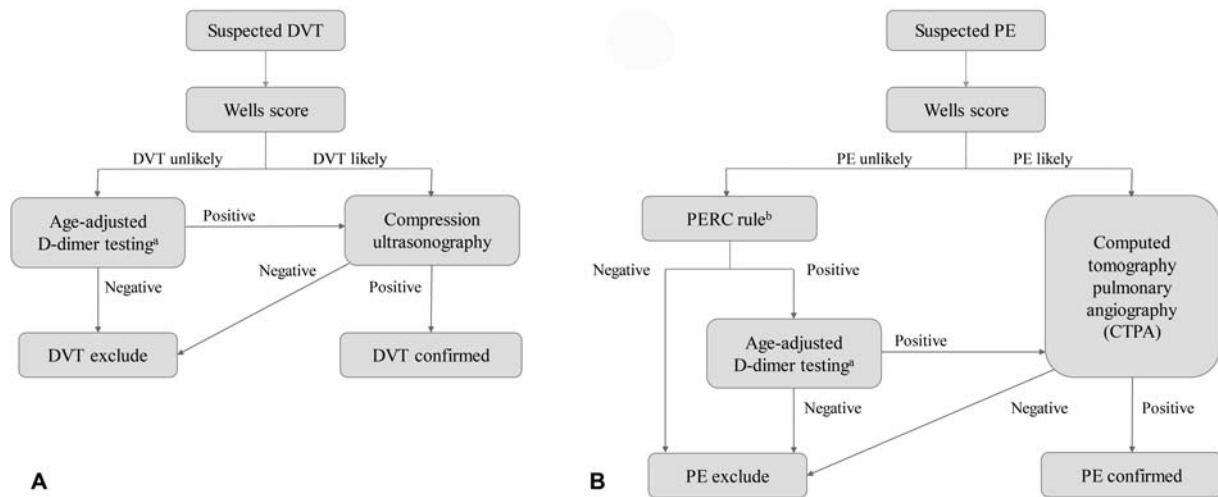 Suspected DVT
Wells score
DVT unlikely
DVT likely
Age-adjusted
D-dimer testingᵃ
Positive
Compression
ultrasonography
Negative
Negative
Positive
DVT exclude
DVT confirmed
A
Suspected PE
Wells score
PE unlikely
PE likely
PERC ruleᵇ
Computed
tomography
pulmonary
angiography
(CTPA)
Negative
Positive
Age-adjusted
D-dimer testingᵃ
Positive
Negative
Negative
Positive
PE exclude
PE confirmed
B